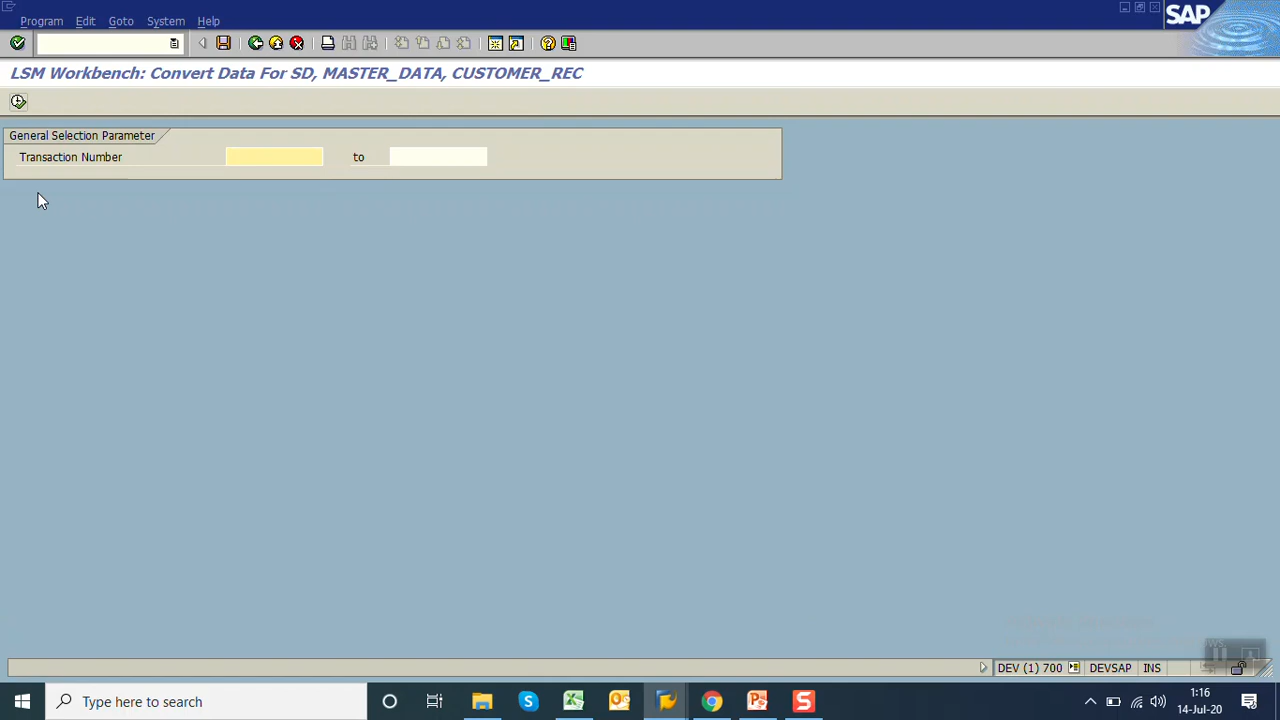 Program Edit Goto System Help
SAP
LSM Workbench: Convert Data For SD, MASTER_DATA, CUSTOMER_REC
General Selection Parameter
Transaction Number to
DEV (1) 700 DEVSAP INS
Type here to search
1:16
14-Jul-20